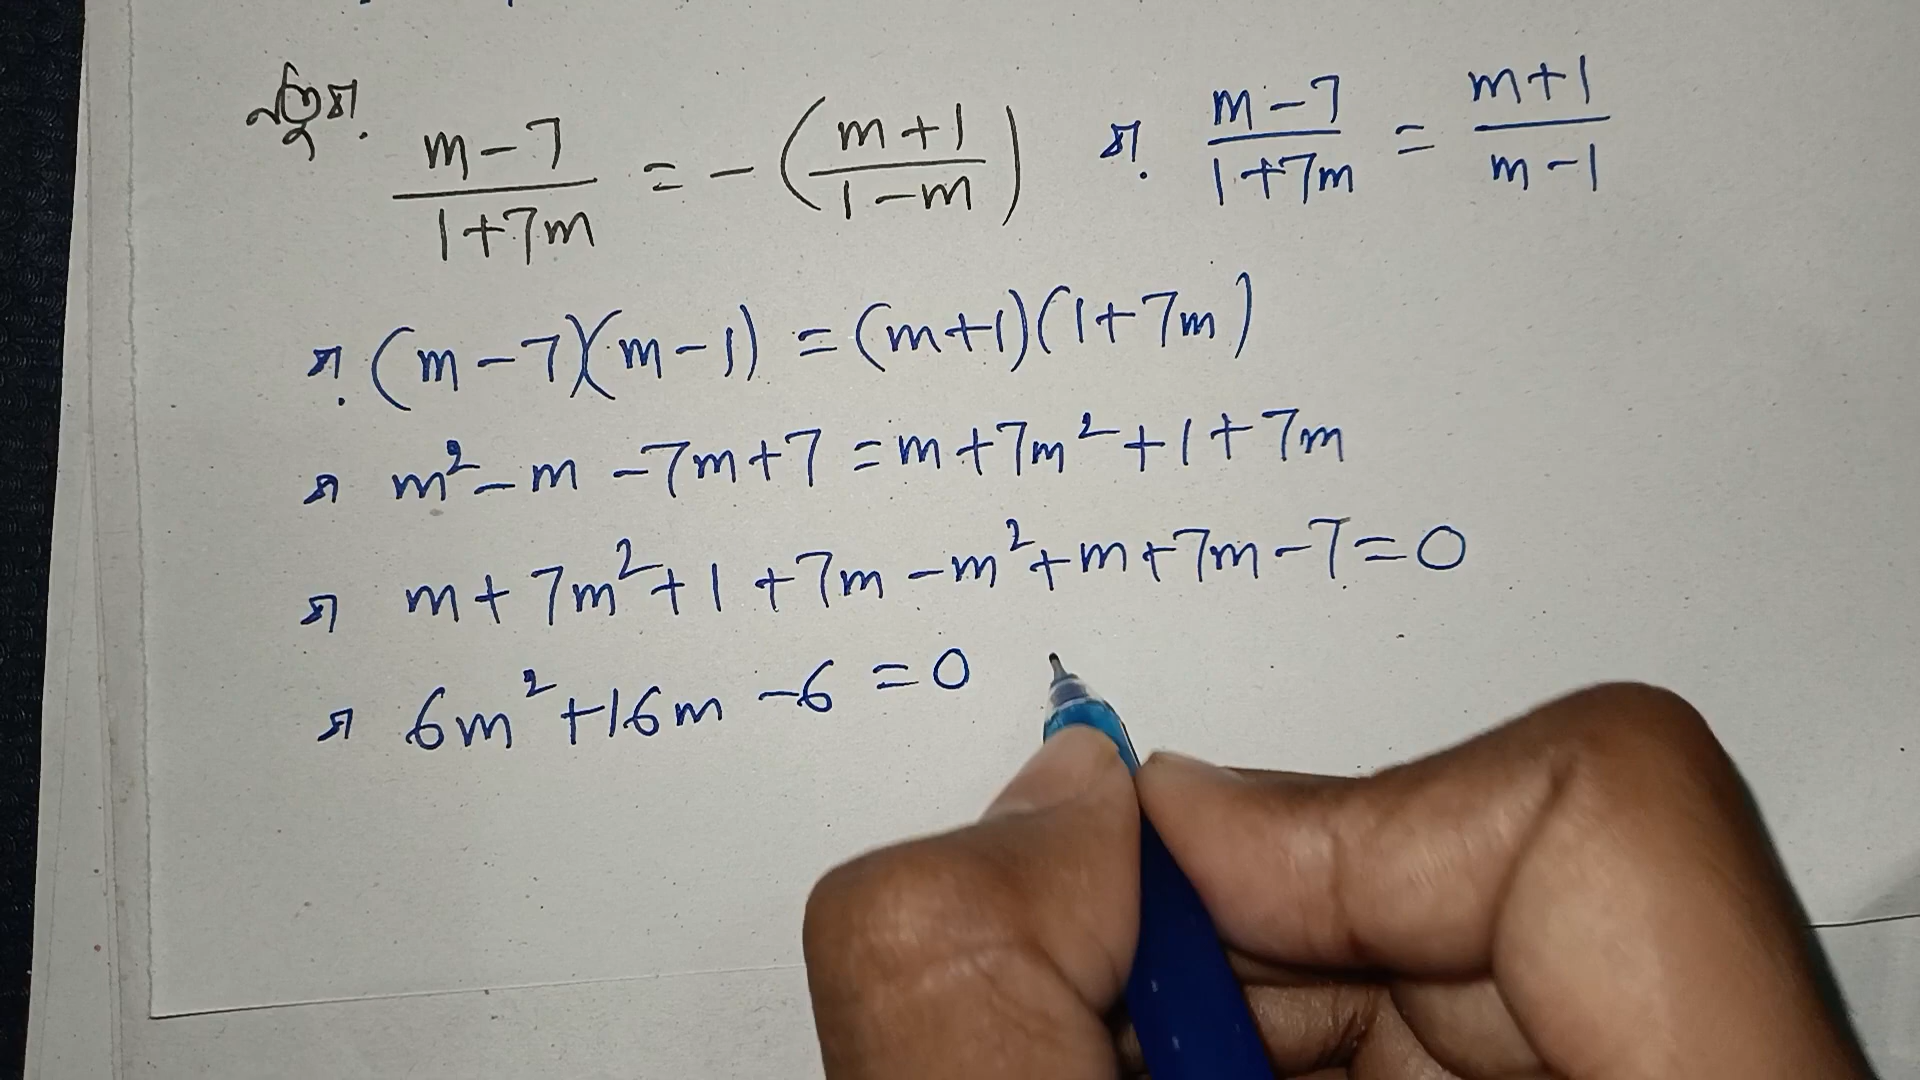 m-7/1+7m = -(m+1/1-m) বা. m-7/1+7m = m+1/m-1
বা. (m-7)(m-1) = (m+1)(1+7m)
বা m²-m-7m+7 = m+7m²+1+7m
বা m+7m²+1+7m-m²+m+7m-7=0
বা 6m²+16m-6=0